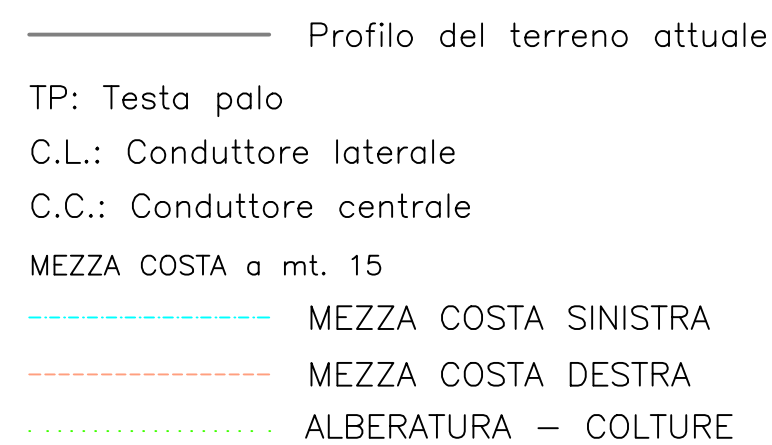 Profilo del terreno attuale
TP: Testa palo
C.L.: Conduttore laterale
C.C.: Conduttore centrale
MEZZA COSTA a mt. 15
MEZZA COSTA SINISTRA
MEZZA COSTA DESTRA
ALBERATURA – COLTURE